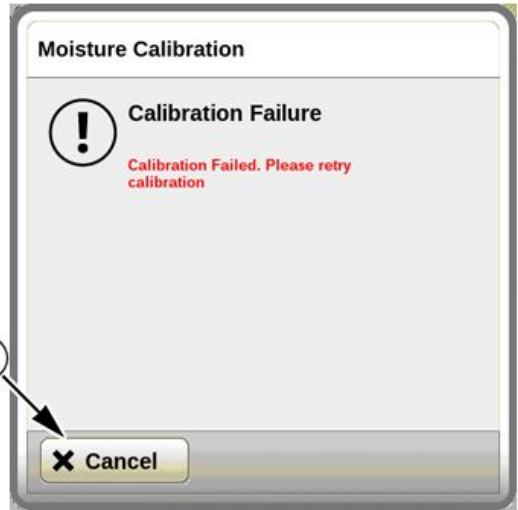 Moisture Calibration
Calibration Failure
Calibration Failed. Please retry
calibration
Cancel